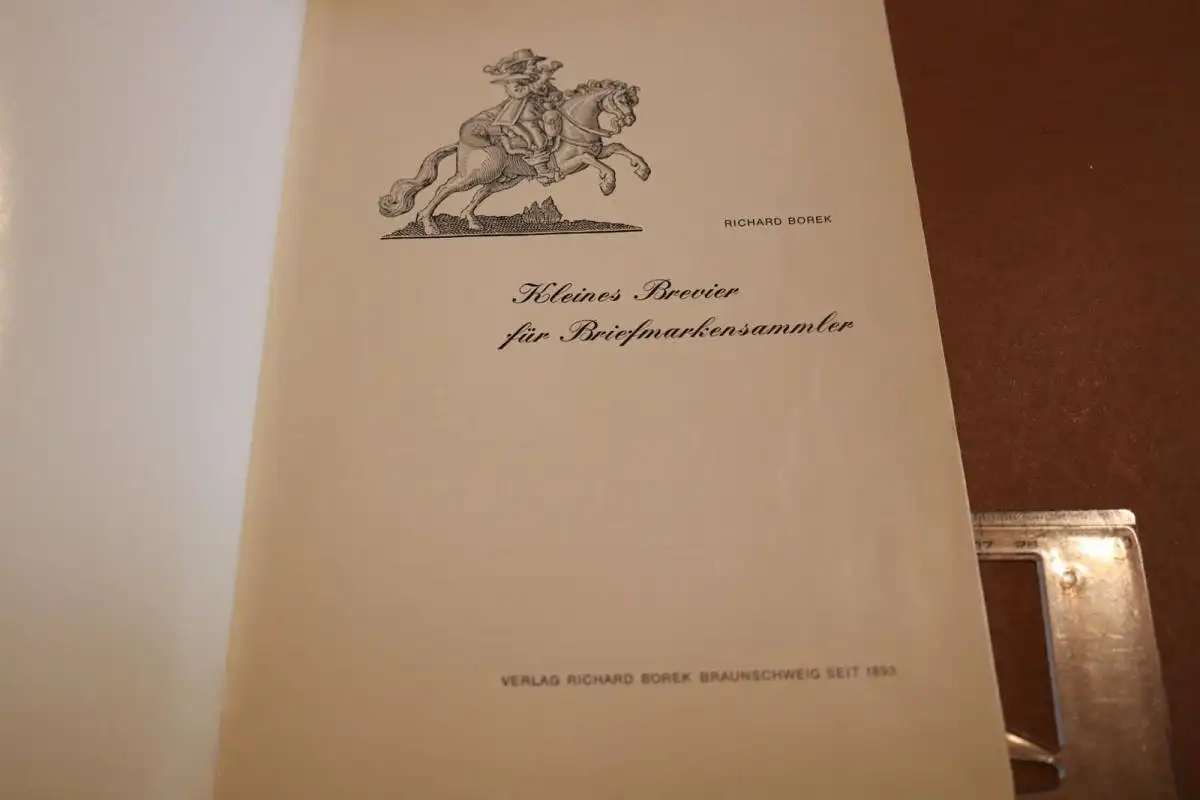 RICHARD BOREK
Kleines Brevier
für Briefmarkensammler
VERLAG RICHARD BOREK BRAUNSCHWEIG SEIT 1893